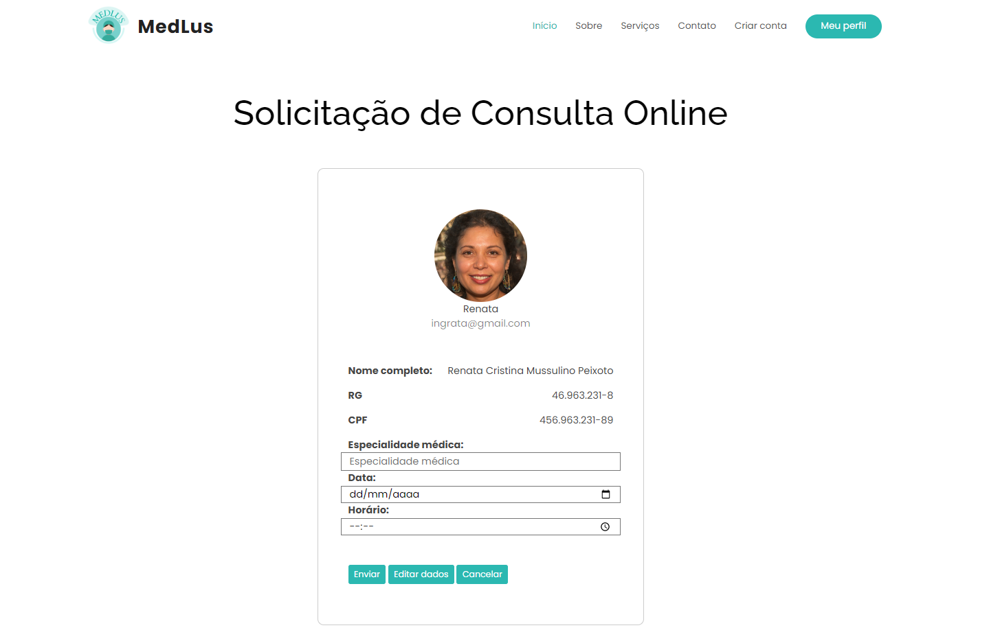 MEDLUS
MedLus
Início Sobre Serviços Contato Criar conta Meu perfil
Solicitação de Consulta Online
Renata
ingrata@gmail.com
Nome completo: Renata Cristina Mussulino Peixoto
RG 46.963.231-8
CPF 456.963.231-89
Especialidade médica:
Especialidade médica
Data:
dd/mm/aaaa
Horário:
--:--
Enviar Editar dados Cancelar